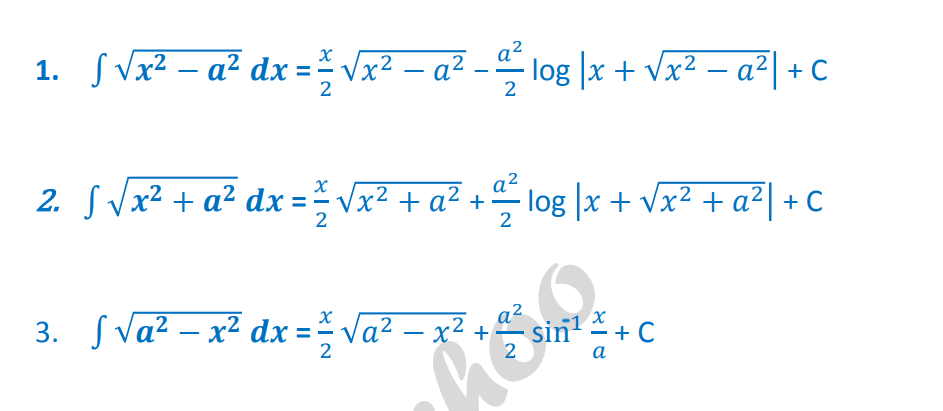 1. ∫ √(x² – a²) dx = x/2 √(x² – a²) – a²/2 log |x + √(x² – a²)| + C
2. ∫ √(x² + a²) dx = x/2 √(x² + a²) + a²/2 log |x + √(x² + a²)| + C
3. ∫ √(a² – x²) dx = x/2 √(a² – x²) + a²/2 sin⁻¹ x/a + C
hoo